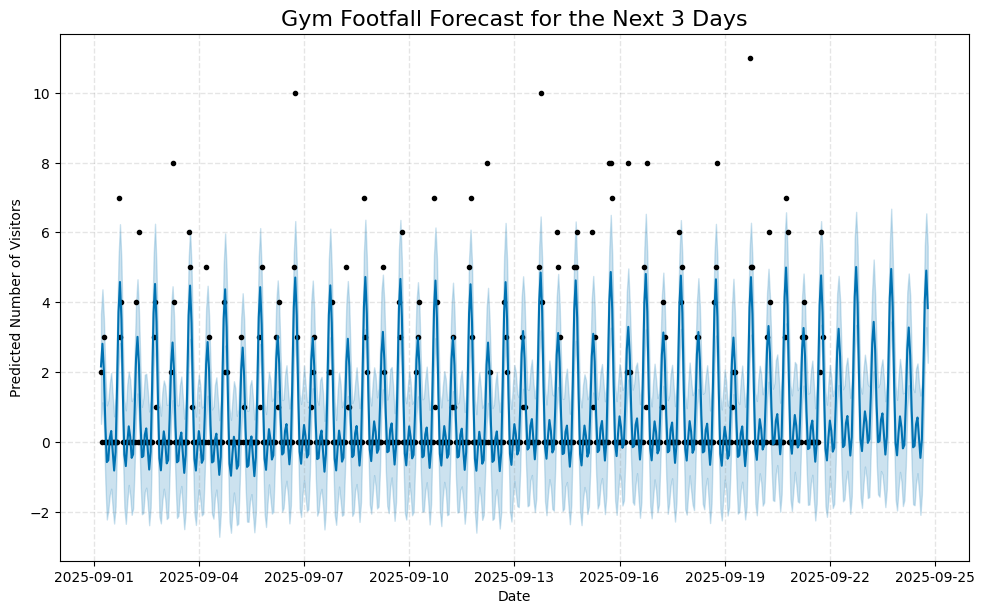 Gym Footfall Forecast for the Next 3 Days
Predicted Number of Visitors
10
8
6
4
2
0
−2
2025-09-01 2025-09-04 2025-09-07 2025-09-10 2025-09-13 2025-09-16 2025-09-19 2025-09-22 2025-09-25
Date